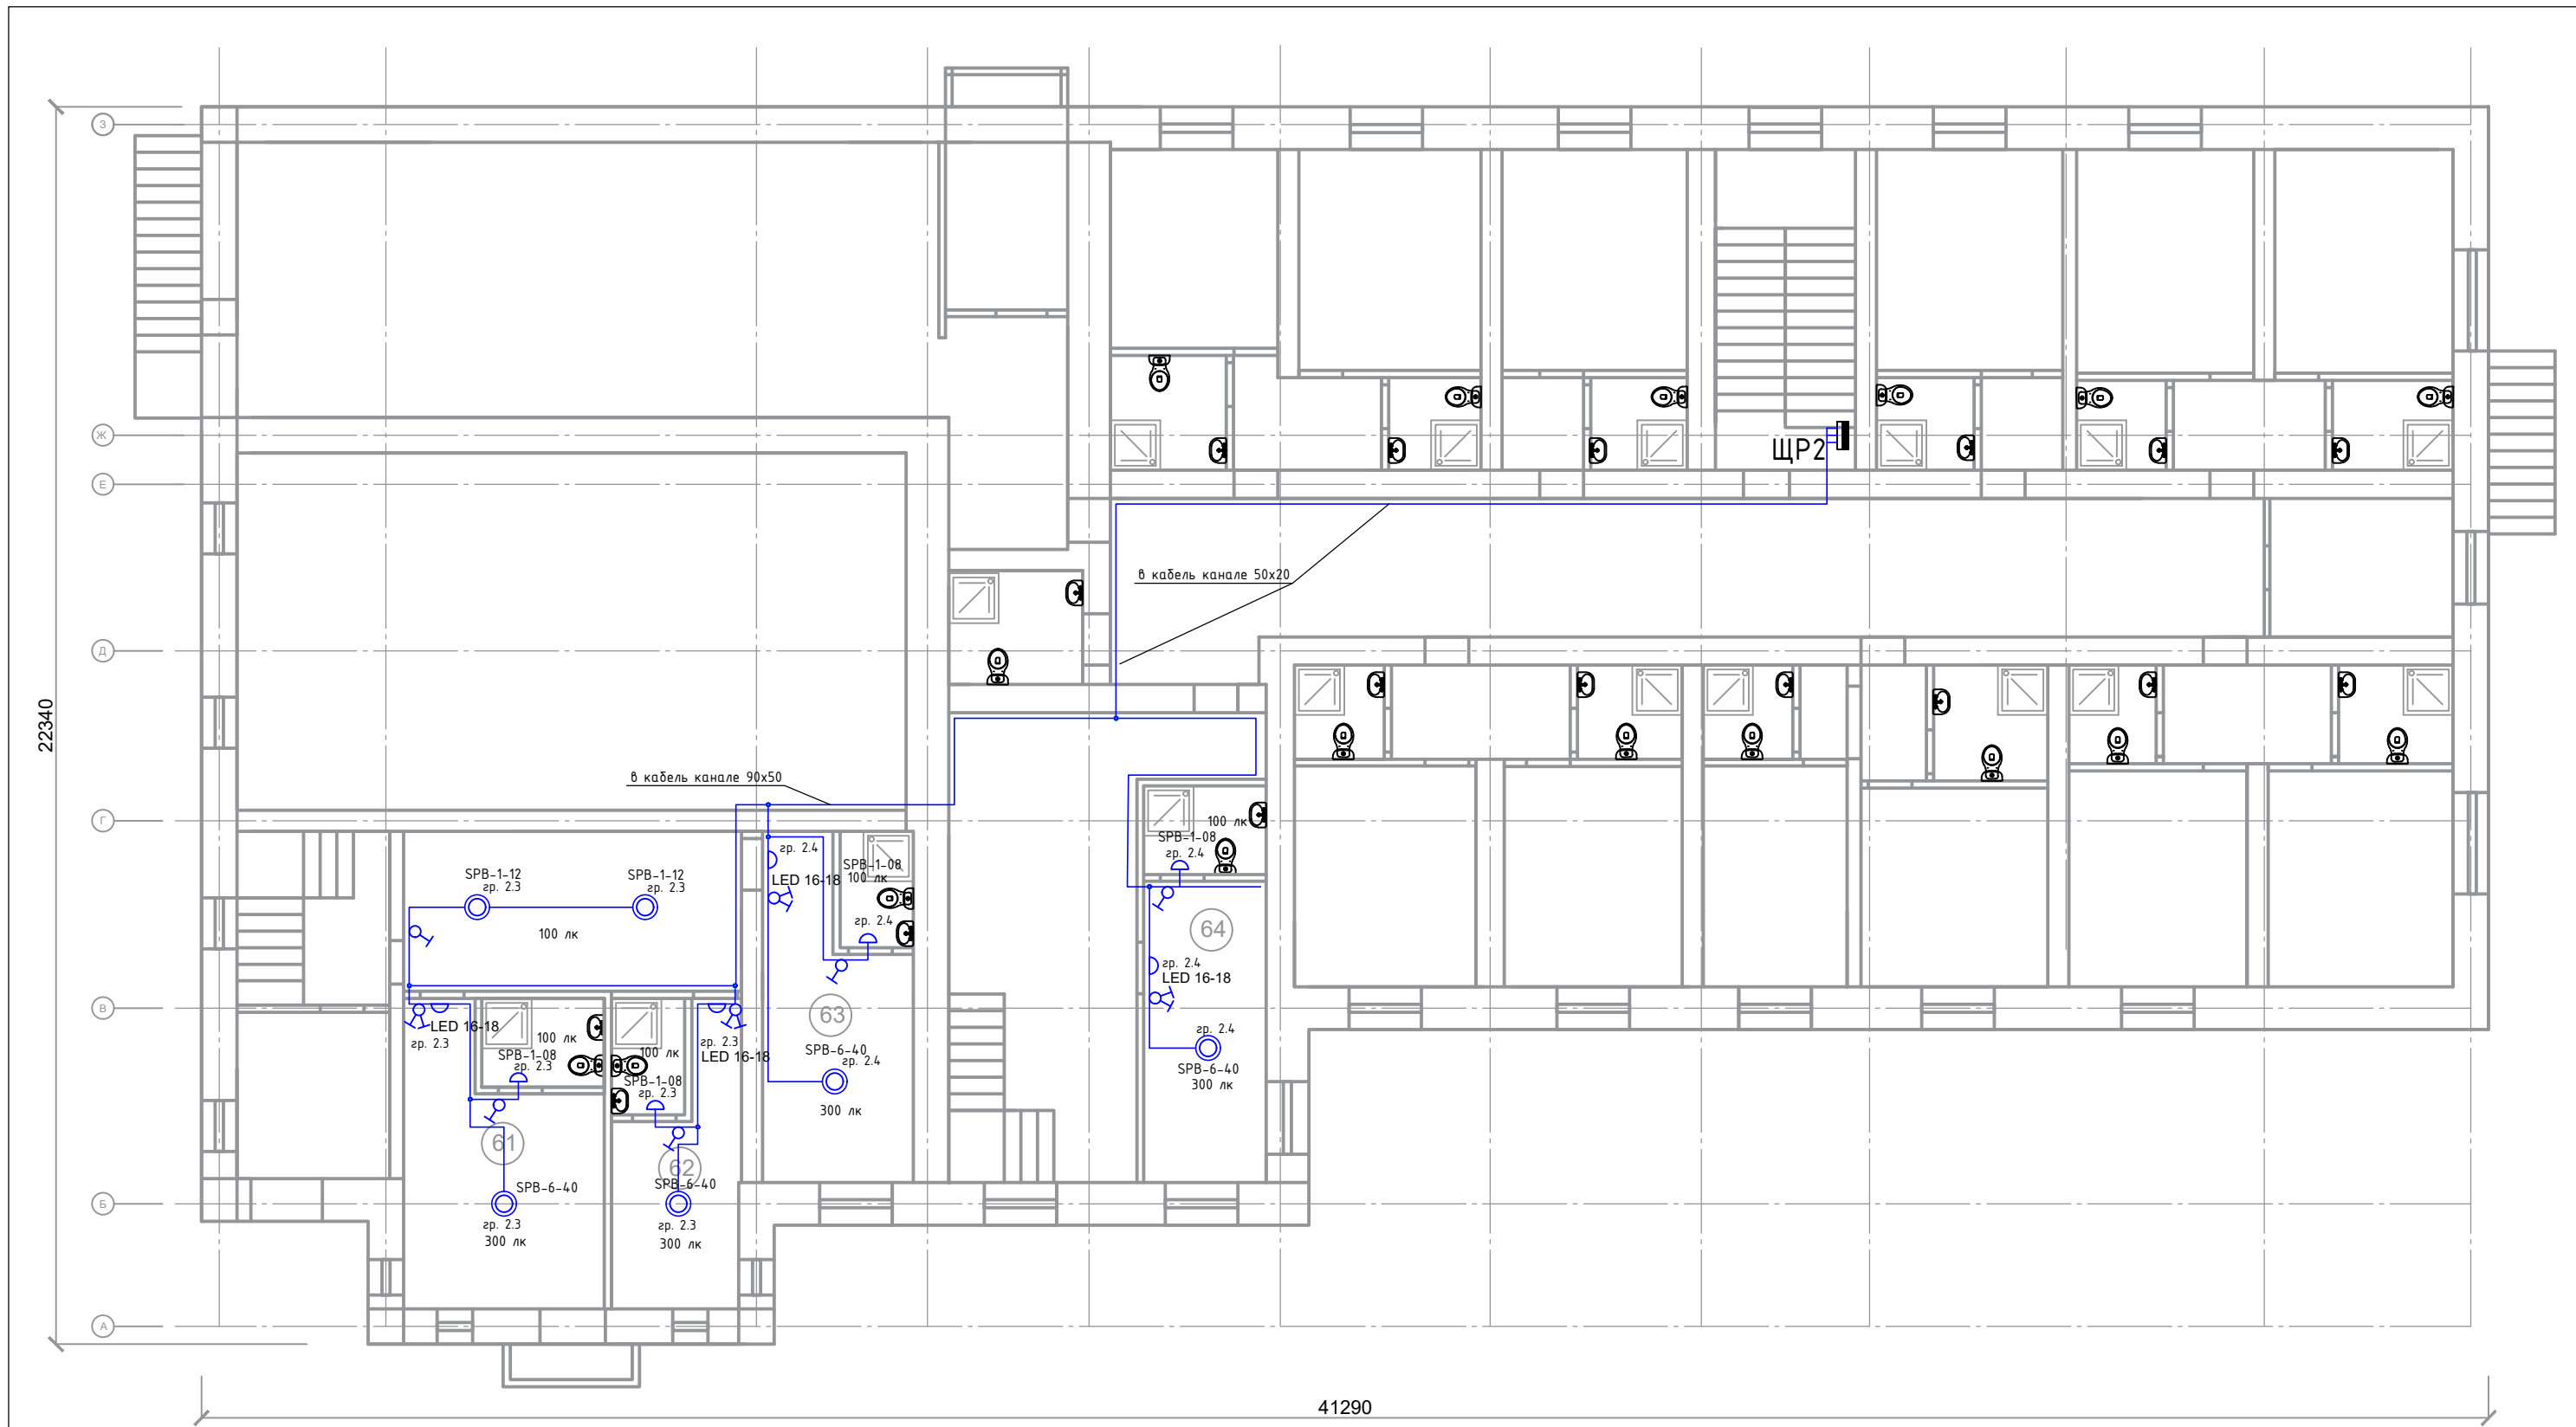 З
Ж
ЩР2
Е
в кабель канале 50х20
Д
22340
в кабель канале 90х50
Г
100 лк
SPB-1-08
гр. 2.4
гр. 2.4
SPB-1-08
100 лк
LED 16-18
SPB-1-12
гр. 2.3
SPB-1-12
гр. 2.3
100 лк
гр. 2.4
64
гр. 2.4
LED 16-18
В
63
LED 16-18
гр. 2.3
100 лк
SPB-1-08
гр. 2.3
100 лк
SPB-1-08
гр. 2.3
гр. 2.3
LED 16-18
SPB-6-40
гр. 2.4
300 лк
гр. 2.4
SPB-6-40
300 лк
61
62
SPB-6-40
SPB-6-40
Б
гр. 2.3
300 лк
гр. 2.3
300 лк
А
41290